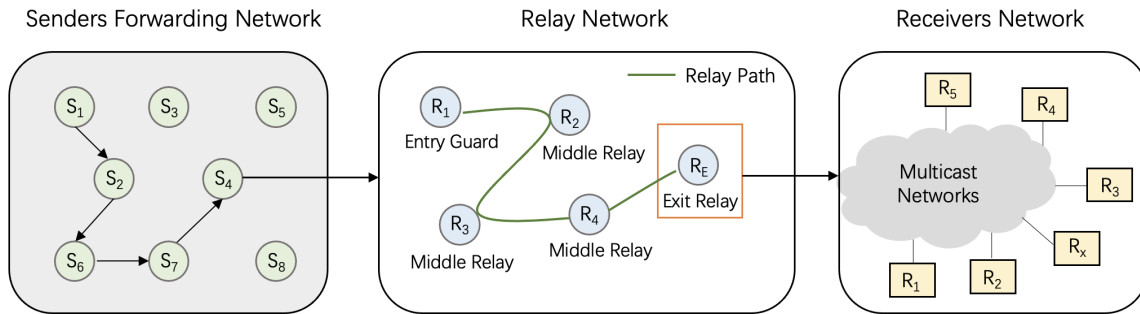 Senders Forwarding Network
S1
S3
S5
S2
S4
S6
S7
S8
Relay Network
Relay Path
R1
Entry Guard
R2
Middle Relay
RE
Exit Relay
R3
Middle Relay
R4
Middle Relay
Receivers Network
R5
R4
Multicast
Networks
R3
Rx
R2
R1